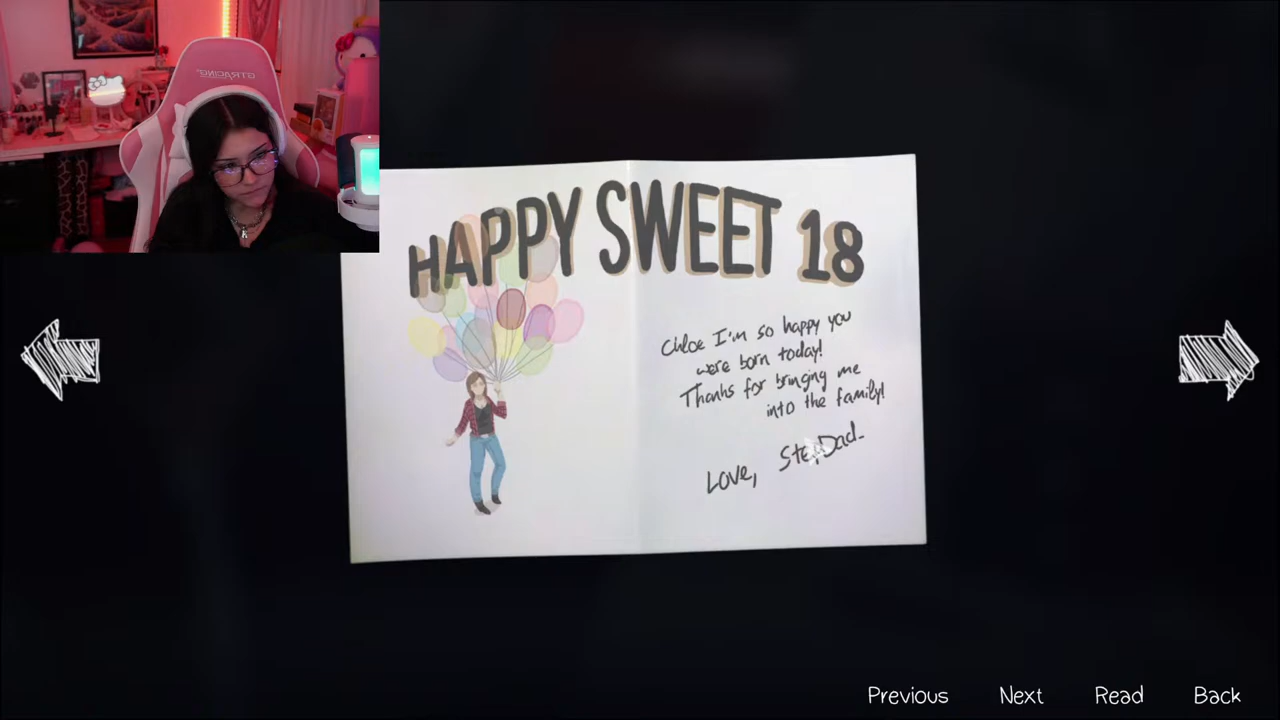 GTRACING
HAPPY SWEET 18
Chloe I'm so happy you
were born today!
Thanks for bringing me
into the family!
Love, StepDad-
Previous Next Read Back